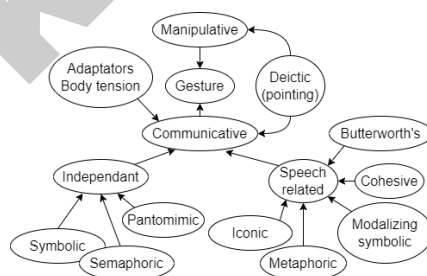 Manipulative
Adaptators
Body tension
Gesture
Deictic
(pointing)
Communicative
Butterworth's
Independant
Speech
related
Cohesive
Pantomimic
Modalizing
symbolic
Iconic
Symbolic
Semaphoric
Metaphoric